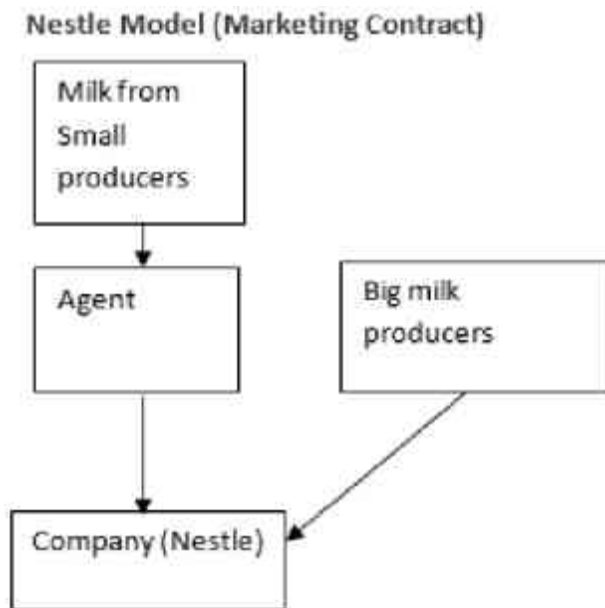 Nestle Model (Marketing Contract)
Milk from
Small
producers
Agent
Big milk
producers
Company (Nestle)